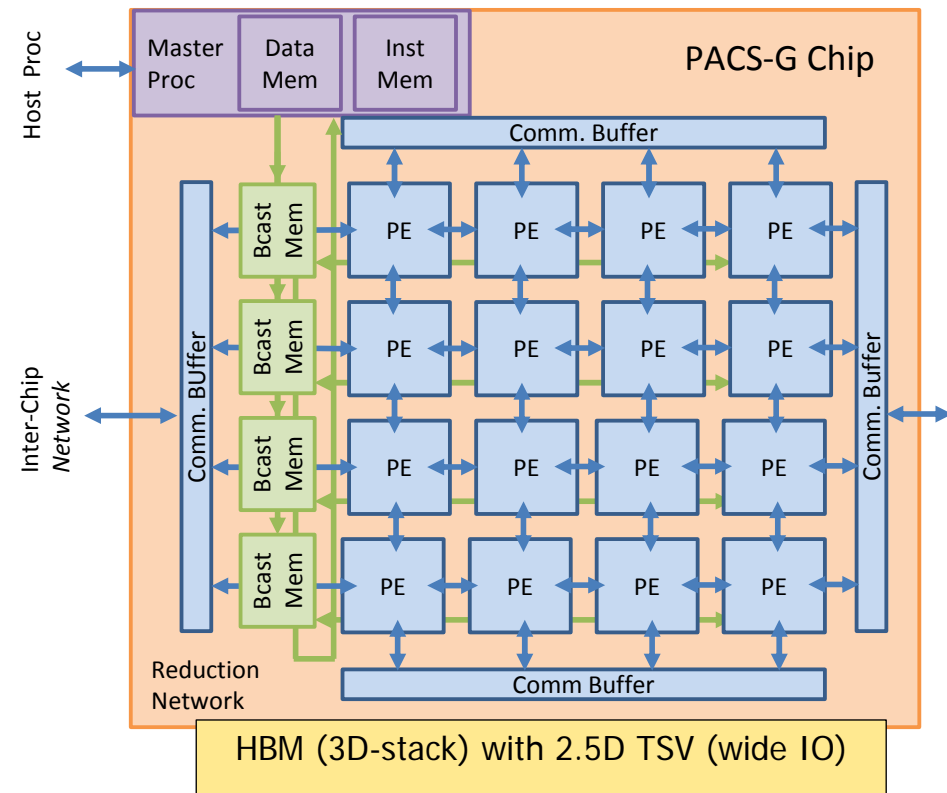 Host Proc
Master
Proc
Data
Mem
Inst
Mem
PACS-G Chip
Comm. Buffer
Inter-Chip
Network
Comm. BUffer
Bcast
Mem
PE
PE
PE
PE
Bcast
Mem
PE
PE
PE
PE
Bcast
Mem
PE
PE
PE
PE
Bcast
Mem
PE
PE
PE
PE
Comm. Buffer
Reduction
Network
Comm Buffer
HBM (3D-stack) with 2.5D TSV (wide IO)